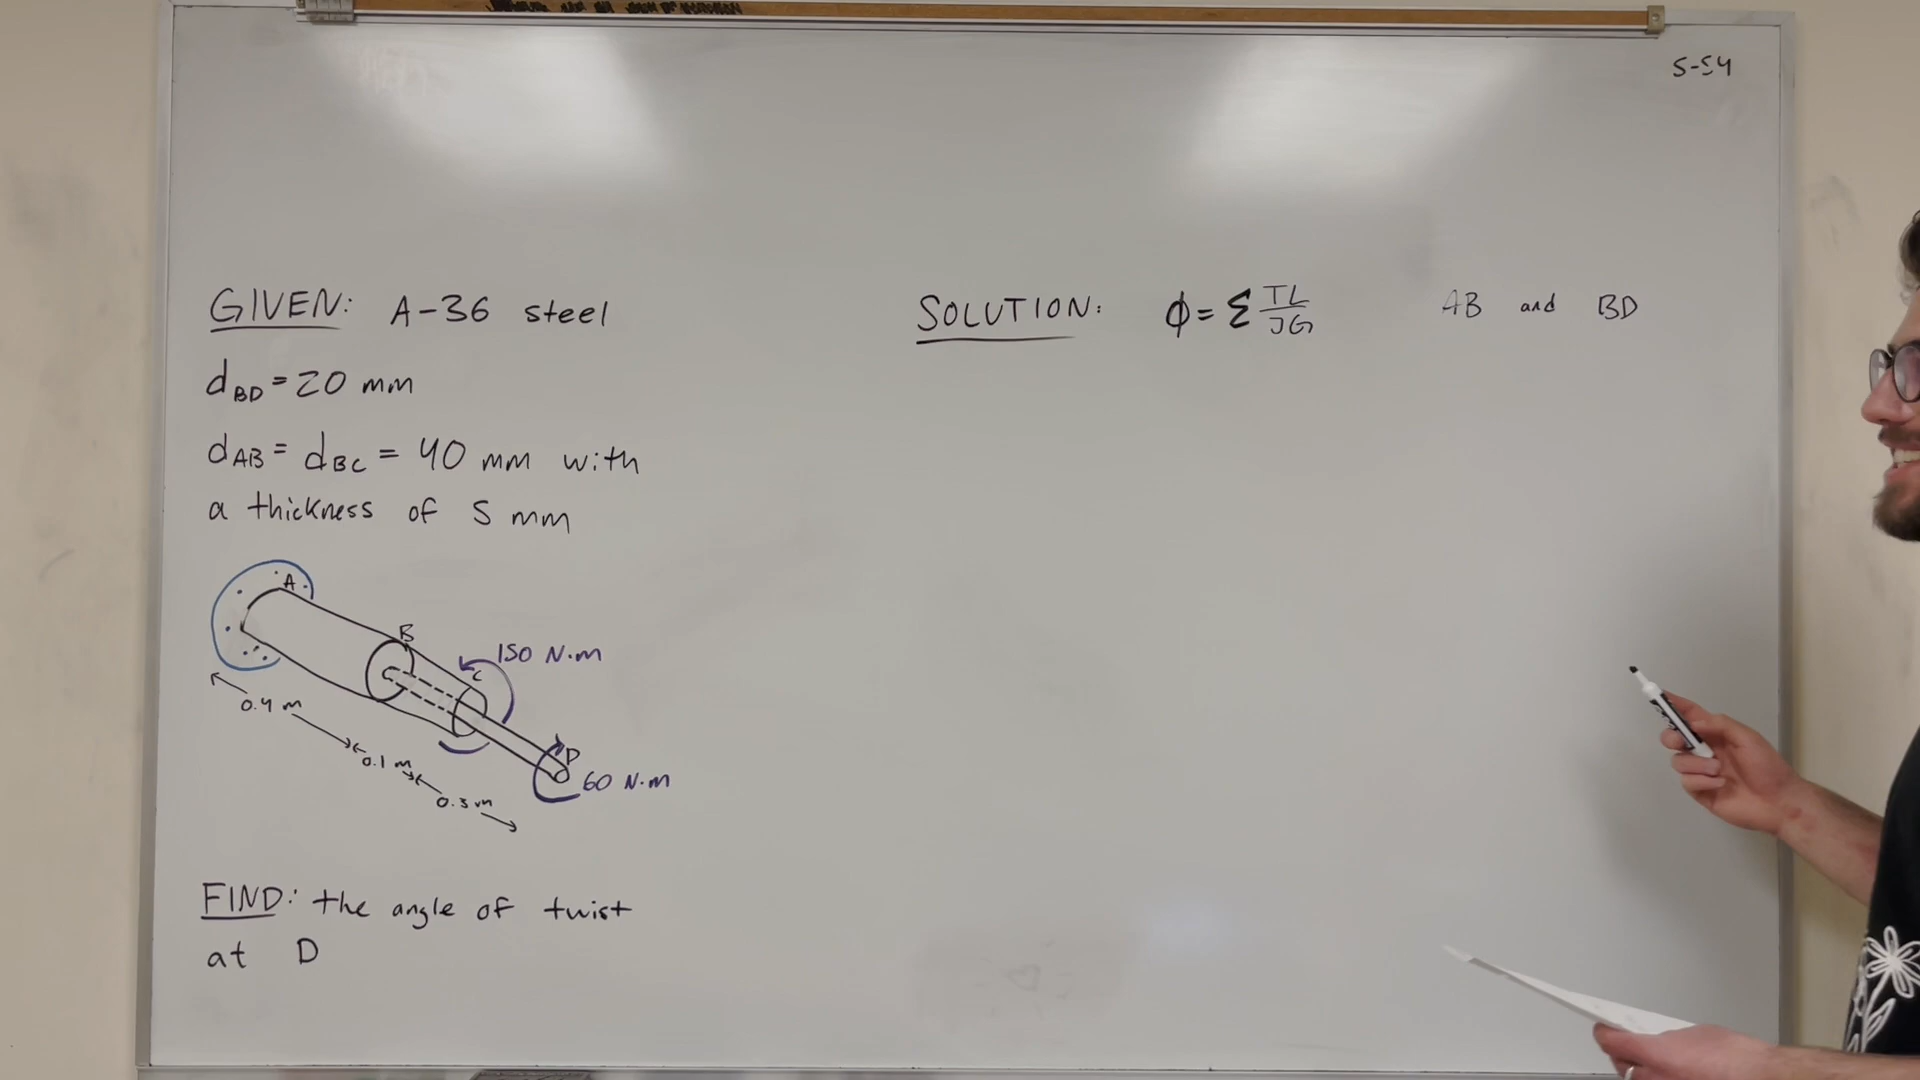 5-54
GIVEN: A-36 steel
d_BD = 20 mm
d_AB = d_BC = 40 mm with
a thickness of 5 mm
A
B
150 N·m
C
0.4 m
D
0.1 m
60 N·m
0.3 m
FIND: the angle of twist
at D
SOLUTION: ϕ = Σ TL/JG AB and BD